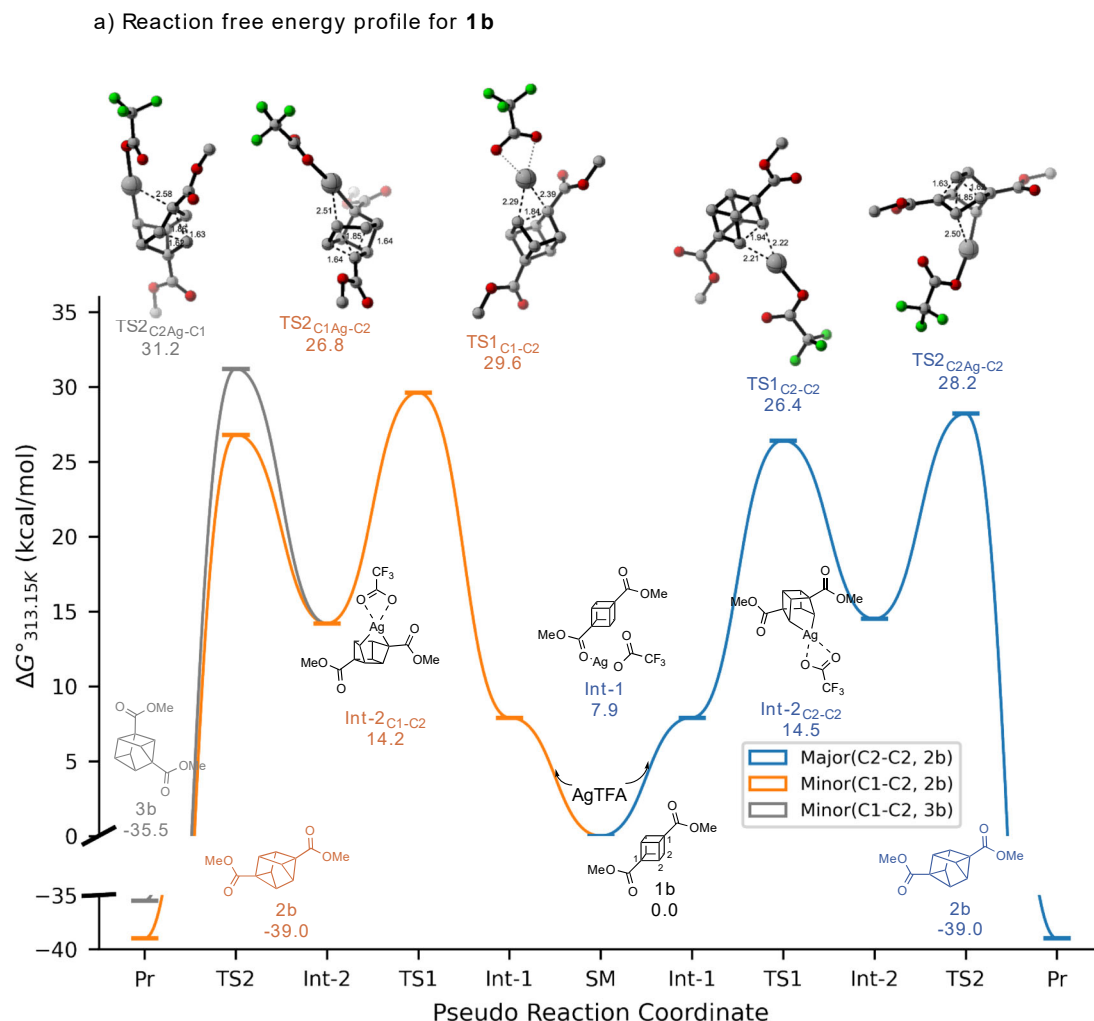 a) Reaction free energy profile for 1b
2.58
1.85
1.63
1.62
2.51
1.85
1.64
1.64
2.29
2.39
1.84
1.94
2.22
2.21
1.63
1.62
1.85
2.50
TS2C2Ag-C1
31.2
TS2C1Ag-C2
26.8
TS1C1-C2
29.6
TS1C2-C2
26.4
TS2C2Ag-C2
28.2
ΔG°313.15K (kcal/mol)
35
30
25
20
15
10
5
0
−35
−40
CF3
O
O
Ag
MeO
O
O
OMe
Int-2C1-C2
14.2
O
OMe
MeO
O
Ag
O
O
CF3
Int-1
7.9
O
OMe
MeO
O
Ag
O
O
CF3
Int-2C2-C2
14.5
O
OMe
OMe
O
3b
-35.5
Major(C2-C2, 2b)
Minor(C1-C2, 2b)
Minor(C1-C2, 3b)
AgTFA
O
OMe
MeO
O
2b
-39.0
O
OMe
1
2
1
2
MeO
O
1b
0.0
O
OMe
MeO
O
2b
-39.0
Pr
TS2
Int-2
TS1
Int-1
SM
Int-1
TS1
Int-2
TS2
Pr
Pseudo Reaction Coordinate